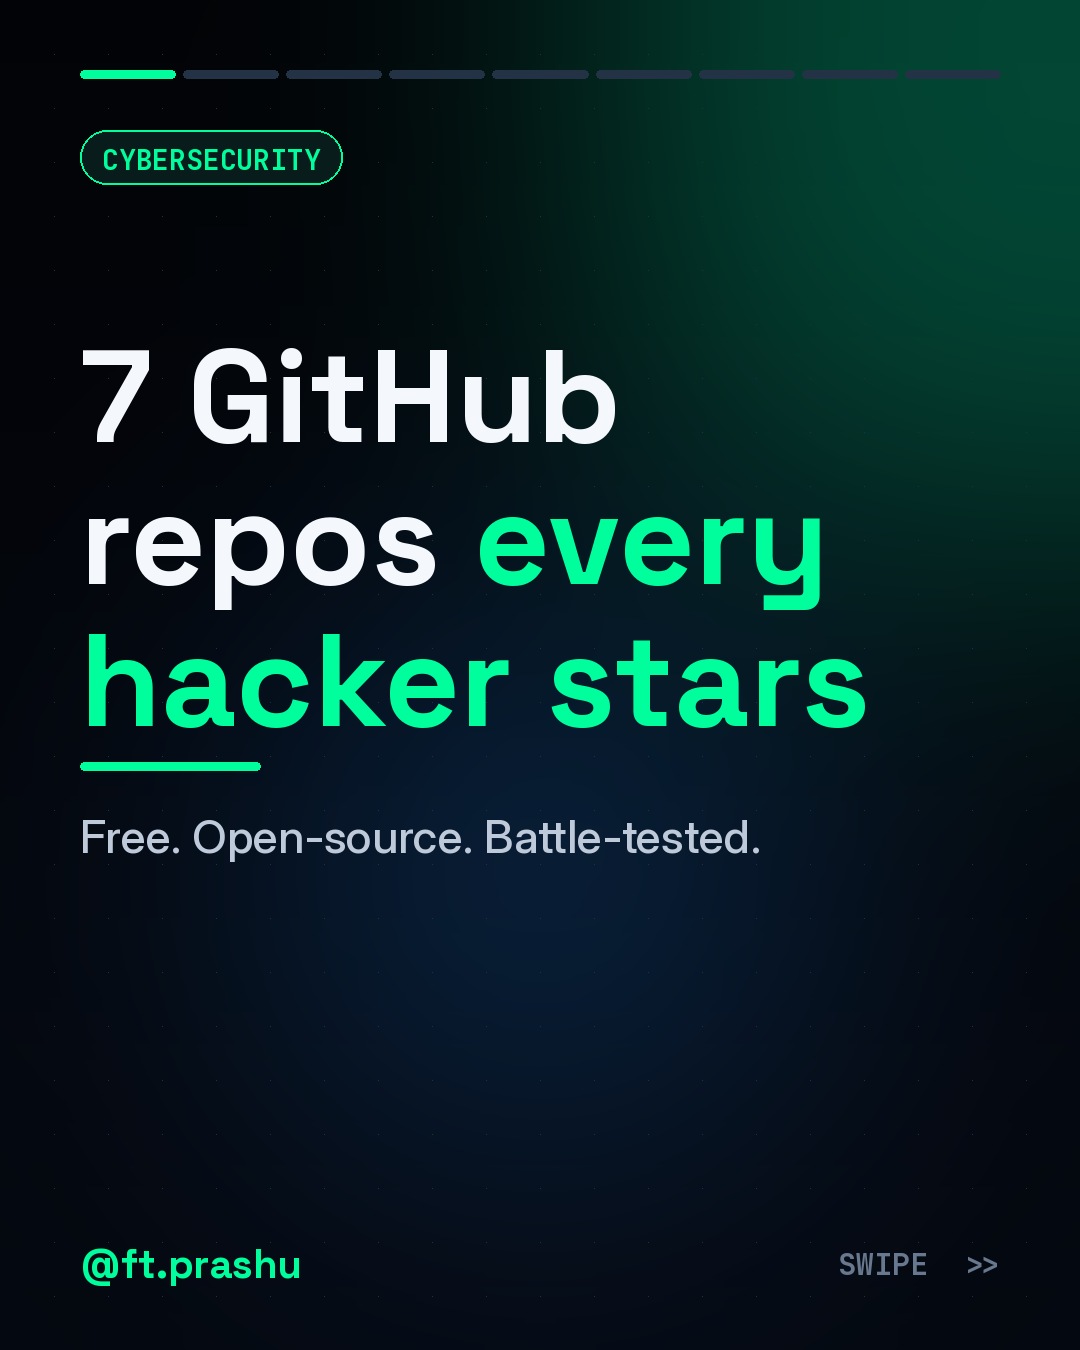 CYBERSECURITY
7 GitHub
repos every
hacker stars
Free. Open-source. Battle-tested.
@ft.prashu
SWIPE >>